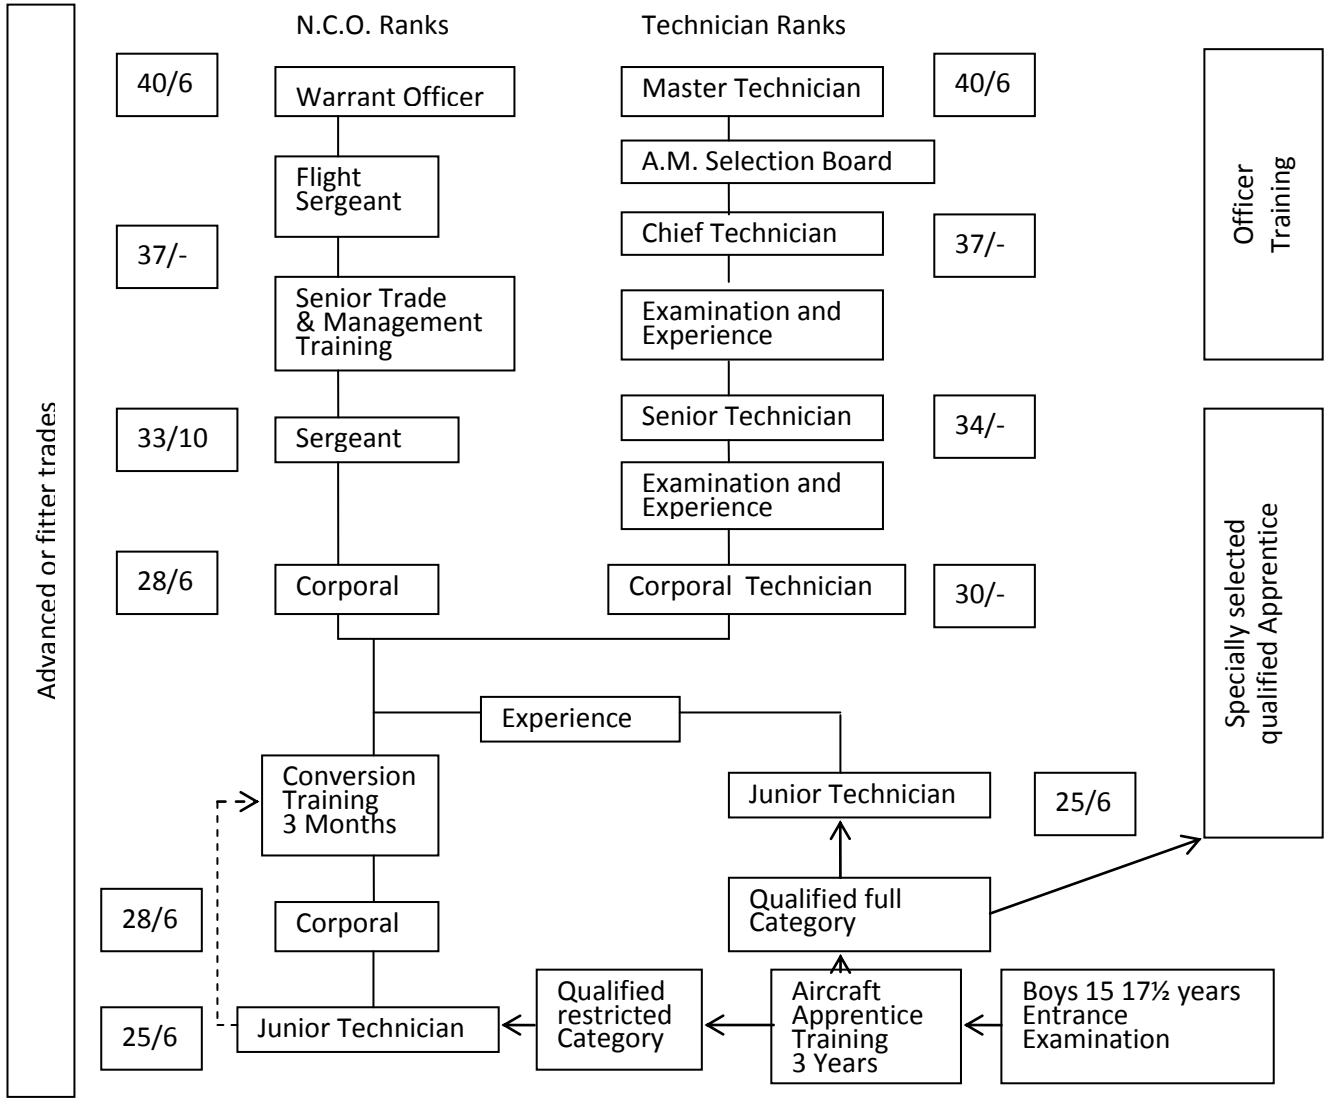 N.C.O. Ranks
Technician Ranks
40/6
Warrant Officer
Master Technician
40/6
A.M. Selection Board
Flight
Sergeant
Chief Technician
37/-
37/-
Senior Trade
& Management
Training
Examination and
Experience
Officer
Training
33/10
Sergeant
Senior Technician
34/-
Examination and
Experience
28/6
Corporal
Corporal Technician
30/-
Advanced or fitter trades
Specially selected
qualified Apprentice
Experience
Conversion
Training
3 Months
Junior Technician
25/6
28/6
Corporal
Qualified full
Category
25/6
Junior Technician
Qualified
restricted
Category
Aircraft
Apprentice
Training
3 Years
Boys 15 17½ years
Entrance
Examination